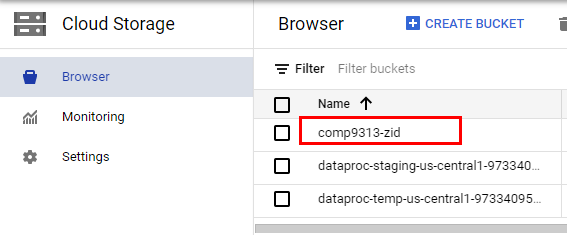 Cloud Storage
Browser
Monitoring
Settings
Browser
CREATE BUCKET
Filter Filter buckets
Name
comp9313-zid
dataproc-staging-us-central1-973340...
dataproc-temp-us-central1-97334095...